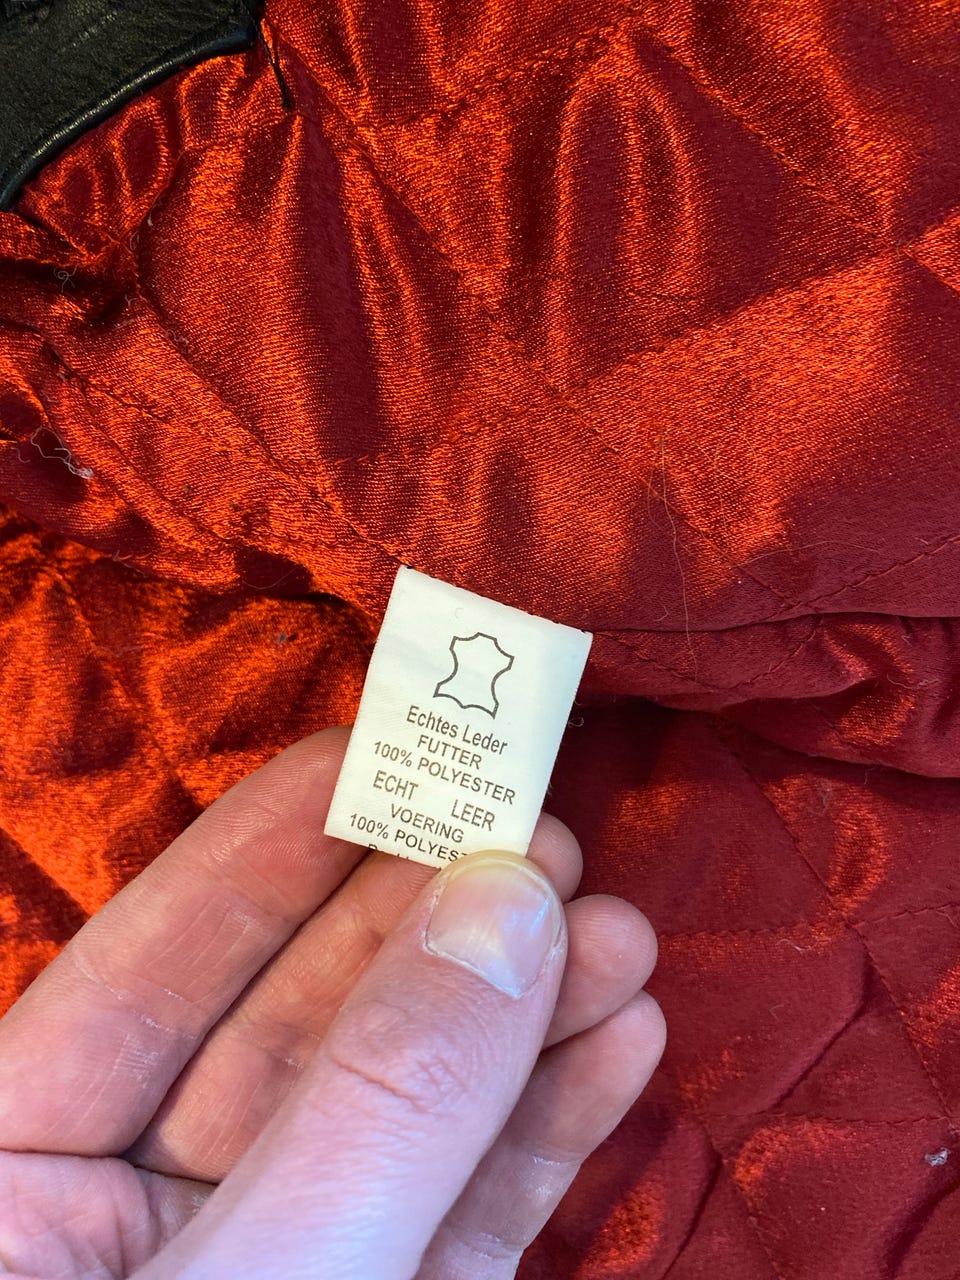 Echtes Leder
FUTTER
100% POLYESTER
ECHT LEER
VOERING